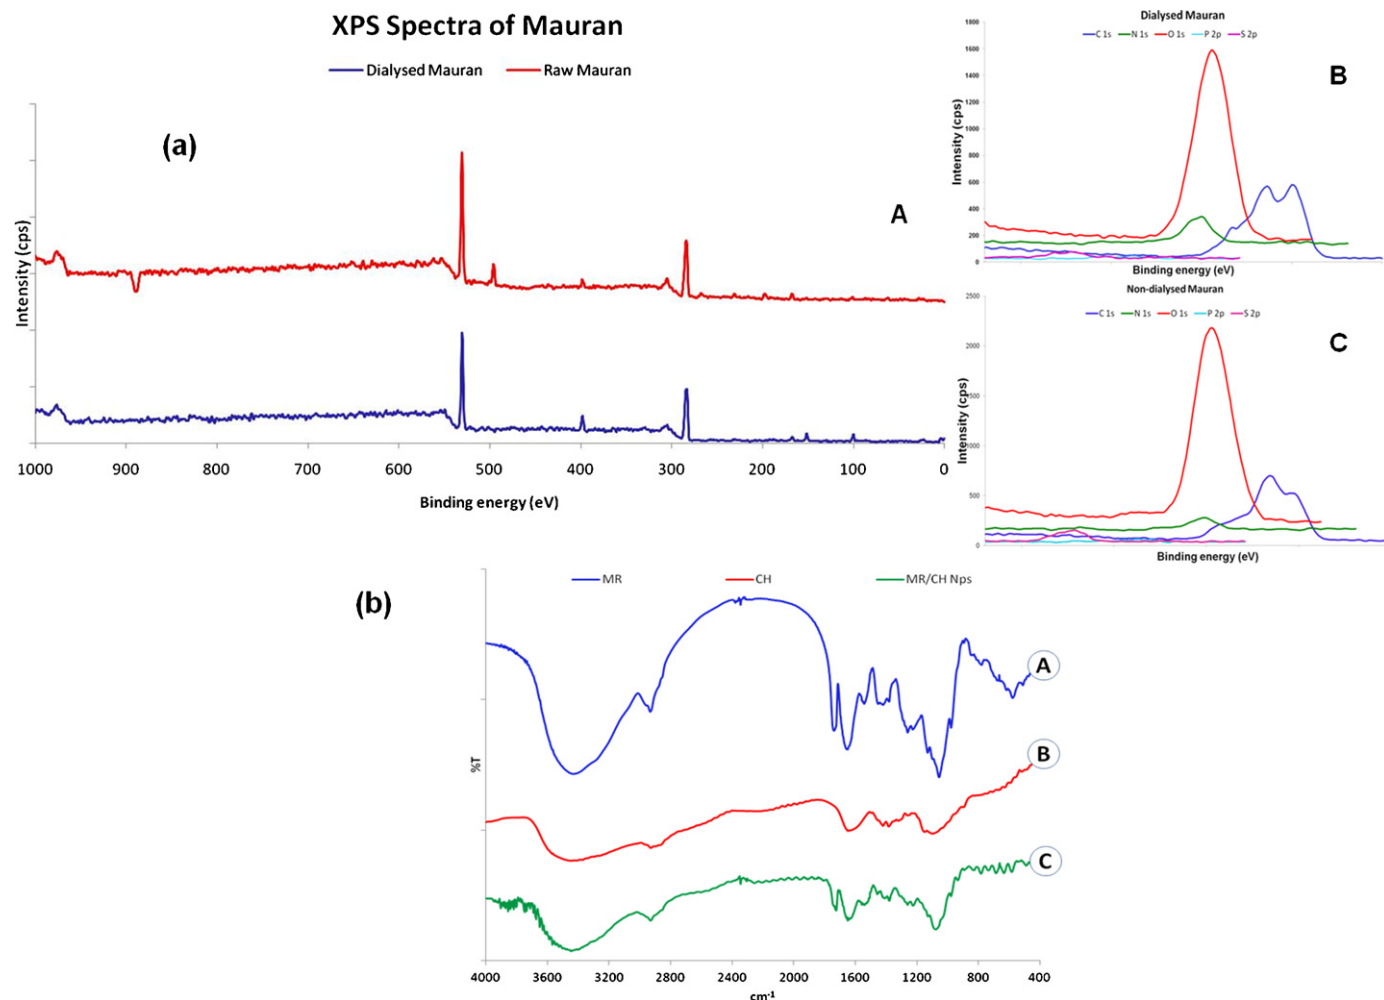 XPS Spectra of Mauran
Dialysed Mauran Raw Mauran
(a)
A
Intensity (cps)
1000 900 800 700 600 500 400 300 200 100 0
Binding energy (eV)
Dialysed Mauran
C 1s N 1s O 1s P 2p S 2p
B
Intensity (cps)
1800
1600
1400
1200
1000
800
600
400
200
0
Binding energy (eV)
Non-dialysed Mauran
C 1s N 1s O 1s P 2p S 2p
C
Intensity (cps)
2500
2000
1500
1000
500
0
Binding energy (eV)
(b)
MR CH MR/CH Nps
A
B
C
%T
4000 3600 3200 2800 2400 2000 1600 1200 800 400
cm-1